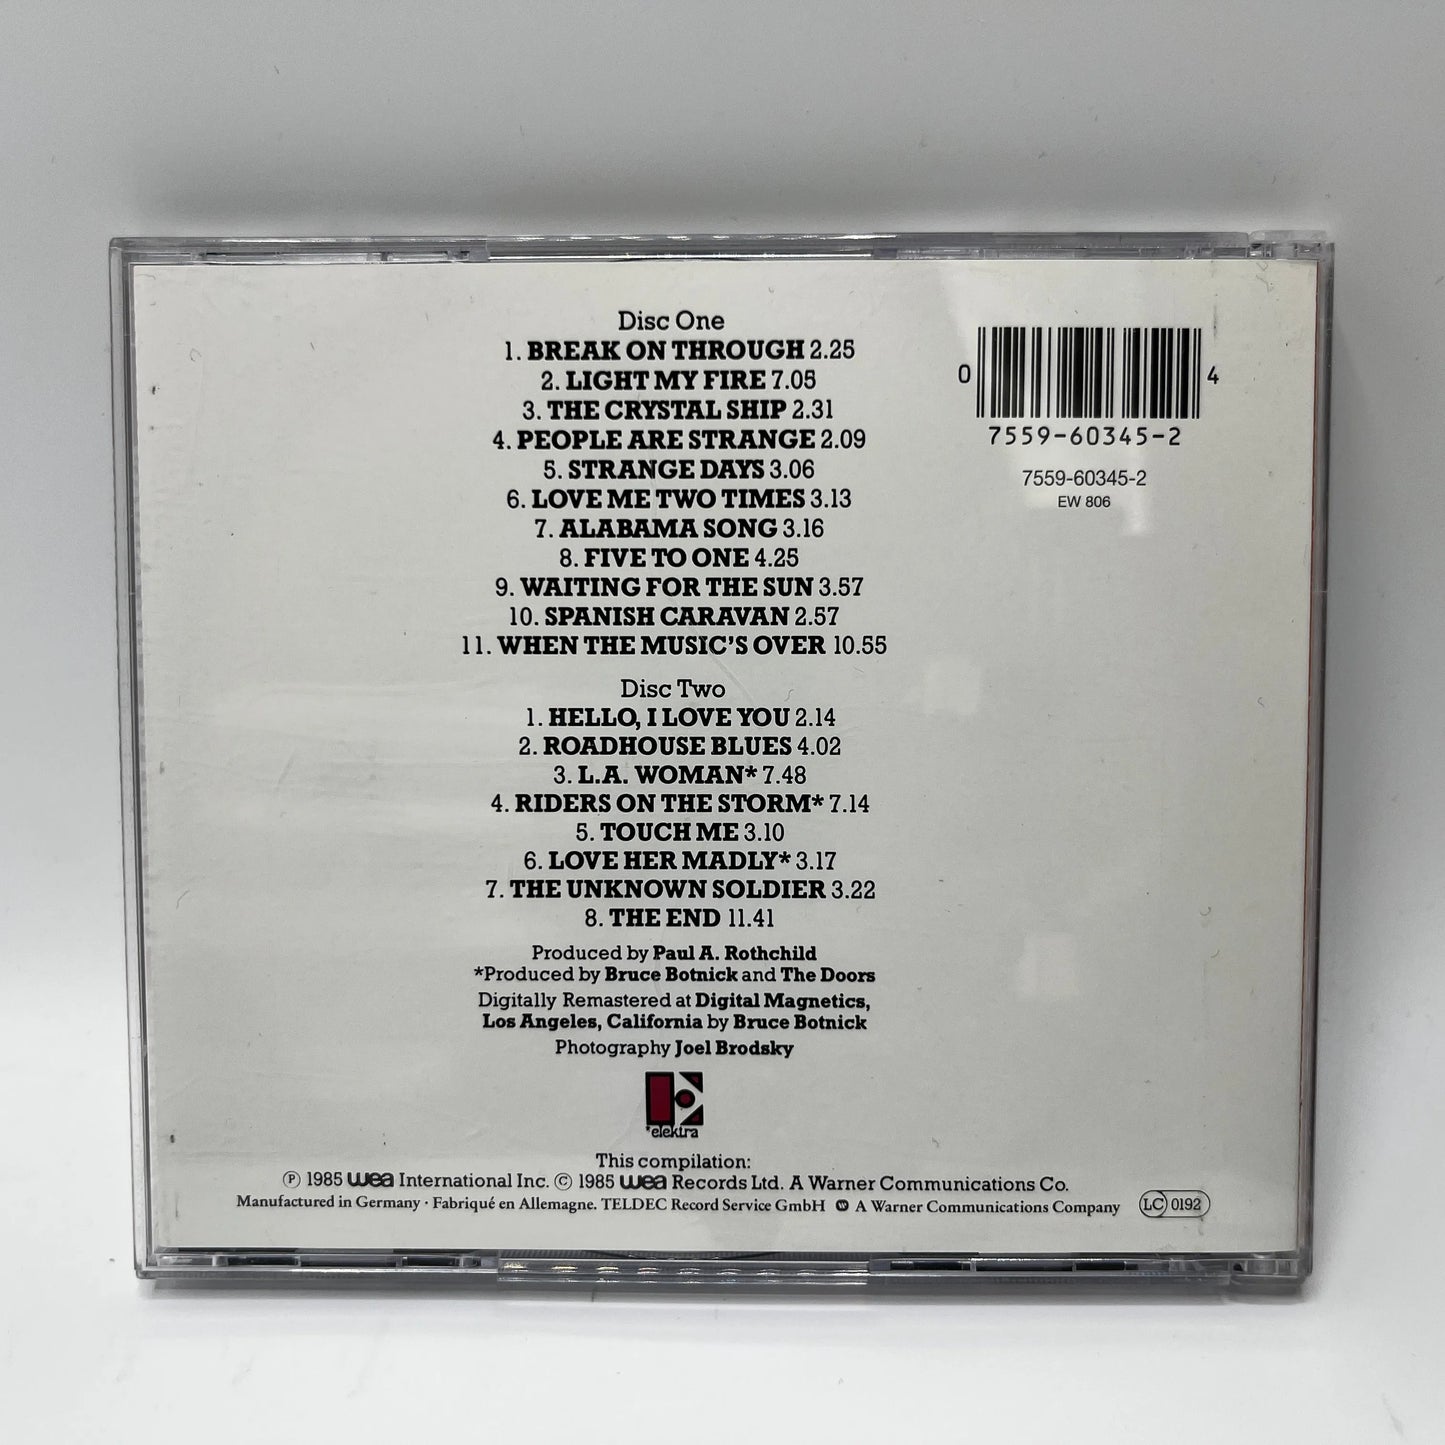 Disc One
1. BREAK ON THROUGH 2.25
2. LIGHT MY FIRE 7.05
3. THE CRYSTAL SHIP 2.31
4. PEOPLE ARE STRANGE 2.09
5. STRANGE DAYS 3.06
6. LOVE ME TWO TIMES 3.13
7. ALABAMA SONG 3.16
8. FIVE TO ONE 4.25
9. WAITING FOR THE SUN 3.57
10. SPANISH CARAVAN 2.57
11. WHEN THE MUSIC'S OVER 10.55
Disc Two
1. HELLO, I LOVE YOU 2.14
2. ROADHOUSE BLUES 4.02
3. L.A. WOMAN* 7.48
4. RIDERS ON THE STORM* 7.14
5. TOUCH ME 3.10
6. LOVE HER MADLY* 3.17
7. THE UNKNOWN SOLDIER 3.22
8. THE END 11.41
Produced by Paul A. Rothchild
*Produced by Bruce Botnick and The Doors
Digitally Remastered at Digital Magnetics,
Los Angeles, California by Bruce Botnick
Photography Joel Brodsky
*elektra
This compilation:
Ⓟ 1985 wea International Inc. © 1985 wea Records Ltd. A Warner Communications Co.
Manufactured in Germany · Fabriqué en Allemagne. TELDEC Record Service GmbH W A Warner Communications Company LC 0192
0 4
7559-60345-2
7559-60345-2
EW 806